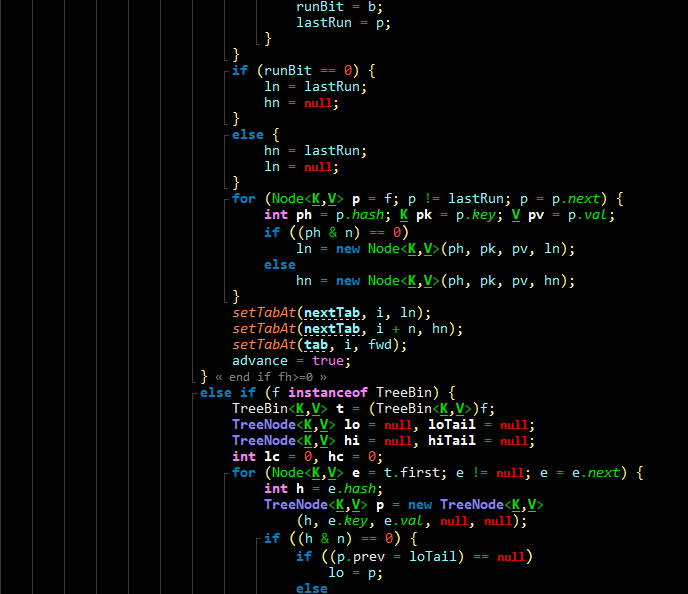 runBit = b;
lastRun = p;
}
}
if (runBit == 0) {
ln = lastRun;
hn = null;
}
else {
hn = lastRun;
ln = null;
}
for (Node<K,V> p = f; p != lastRun; p = p.next) {
int ph = p.hash; K pk = p.key; V pv = p.val;
if ((ph & n) == 0)
ln = new Node<K,V>(ph, pk, pv, ln);
else
hn = new Node<K,V>(ph, pk, pv, hn);
}
setTabAt(nextTab, i, ln);
setTabAt(nextTab, i + n, hn);
setTabAt(tab, i, fwd);
advance = true;
} « end if fh>=0 »
else if (f instanceof TreeBin) {
TreeBin<K,V> t = (TreeBin<K,V>)f;
TreeNode<K,V> lo = null, loTail = null;
TreeNode<K,V> hi = null, hiTail = null;
int lc = 0, hc = 0;
for (Node<K,V> e = t.first; e != null; e = e.next) {
int h = e.hash;
TreeNode<K,V> p = new TreeNode<K,V>
(h, e.key, e.val, null, null);
if ((h & n) == 0) {
if ((p.prev = loTail) == null)
lo = p;
else